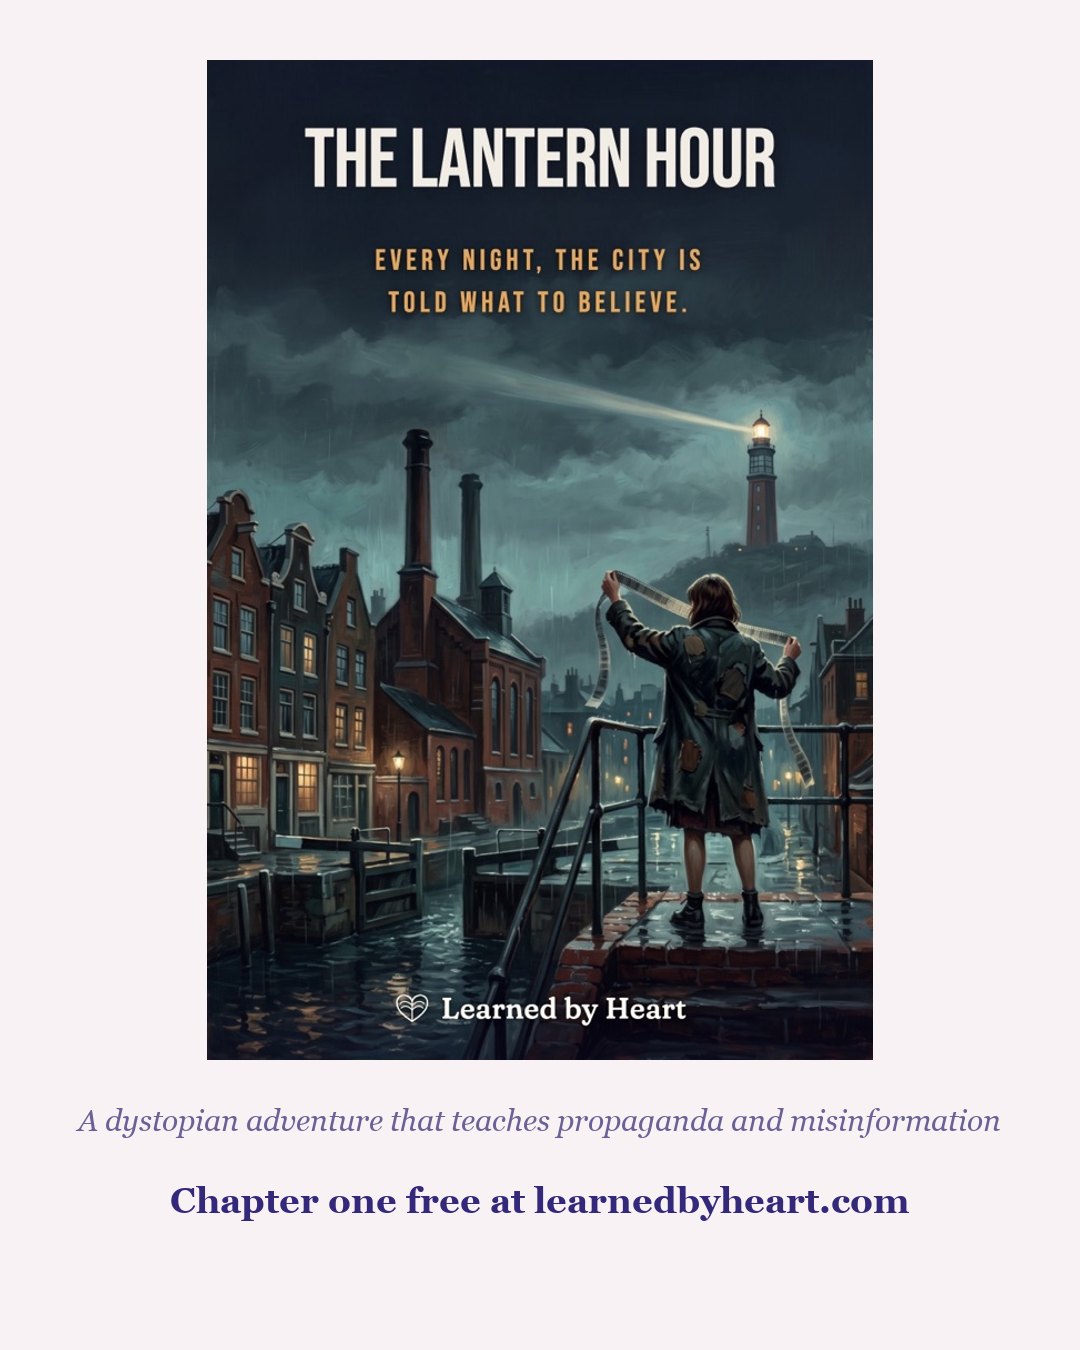 THE LANTERN HOUR
EVERY NIGHT, THE CITY IS
TOLD WHAT TO BELIEVE.
Learned by Heart
A dystopian adventure that teaches propaganda and misinformation
Chapter one free at learnedbyheart.com